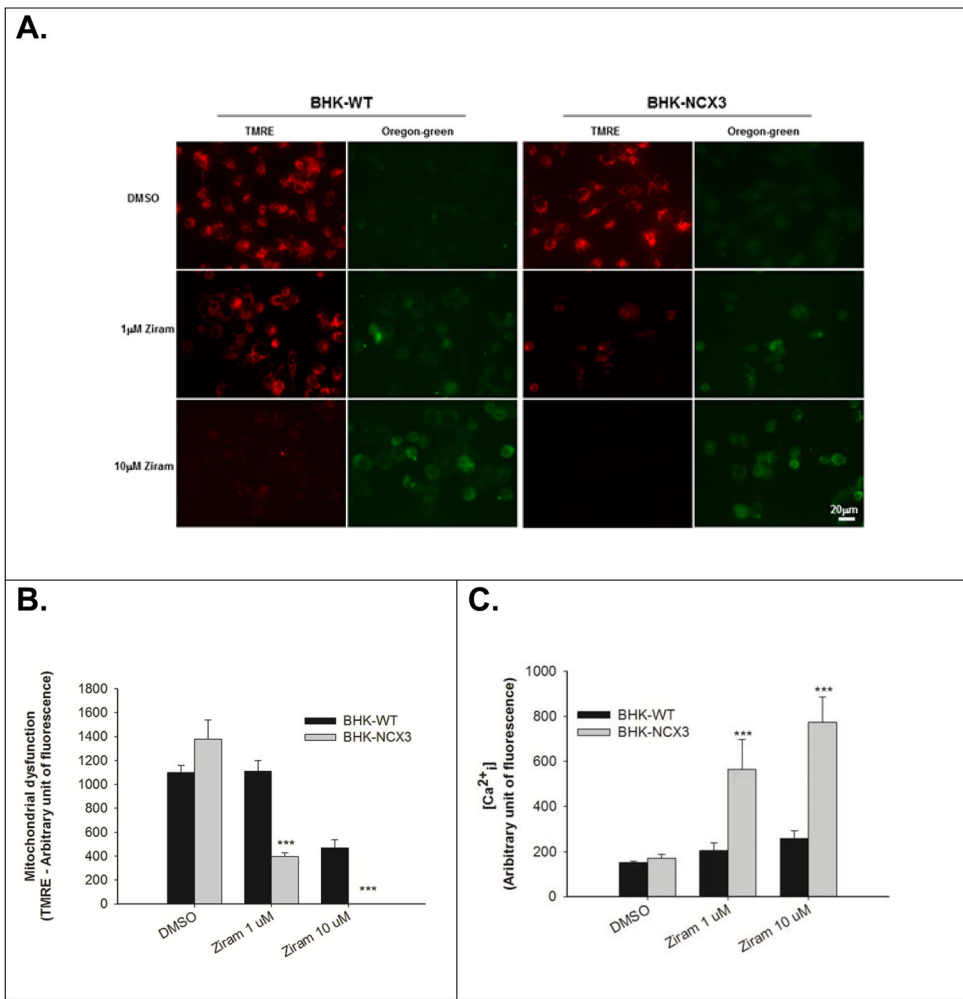 A.
BHK-WT
BHK-NCX3
TMRE
Oregon-green
TMRE
Oregon-green
DMSO
1µM Ziram
10µM Ziram
20µm
B.
Mitochondrial dysfunction
(TMRE - Arbitrary unit of fluorescence)
1800
1600
1400
1200
1000
800
600
400
200
0
BHK-WT
BHK-NCX3
***
***
DMSO
Ziram 1 uM
Ziram 10 uM
C.
[Ca2+i]
(Aribitrary unit of fluorescence)
1000
800
600
400
200
0
BHK-WT
BHK-NCX3
***
***
DMSO
Ziram 1 uM
Ziram 10 uM